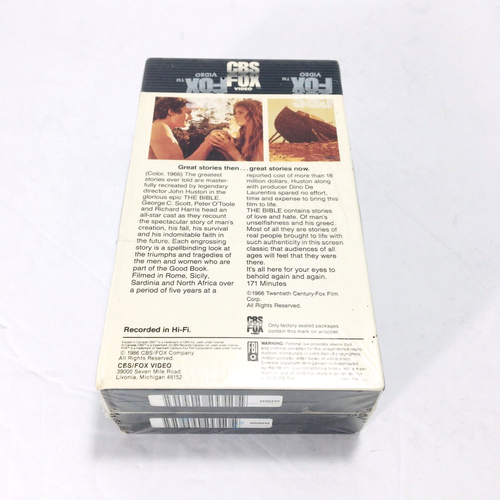 CBS
FOX
VIDEO
FOX
VIDEO
TM
FOX
VIDEO
TM
Great stories then...great stories now.
(Color, 1966) The greatest
stories ever told are master-
fully recreated by legendary
director John Huston in the
glorious epic THE BIBLE.
George C. Scott, Peter O'Toole
and Richard Harris head an
all-star cast as they recount
the spectacular story of man's
creation, his fall, his survival
and his indomitable faith in
the future. Each engrossing
story is a spellbinding look at
the triumphs and tragedies of
the men and women who are
part of the Good Book.
Filmed in Rome, Sicily,
Sardinia and North Africa over
a period of five years at a
reported cost of more than 18
million dollars, Huston along
with producer Dino De
Laurentiis spared no effort,
time and expense to bring this
film to life.
THE BIBLE contains stories
of love and hate. Of man's
unselfishness and his greed.
Most of all they are stories of
real people brought to life with
such authenticity in this screen
classic that audiences of all
ages will feel that they were
there.
It's all here for your eyes to
behold again and again.
171 Minutes
©1966 Twentieth Century-Fox Film
Corp.
All Rights Reserved.
Recorded in Hi-Fi.
CBS
FOX
VIDEO
Only factory sealed packages
contain this mark on air holes.
© 1986 CBS/FOX Company
All Rights Reserved.
CBS/FOX VIDEO
39000 Seven Mile Road
Livonia, Michigan 48152
WARNING: